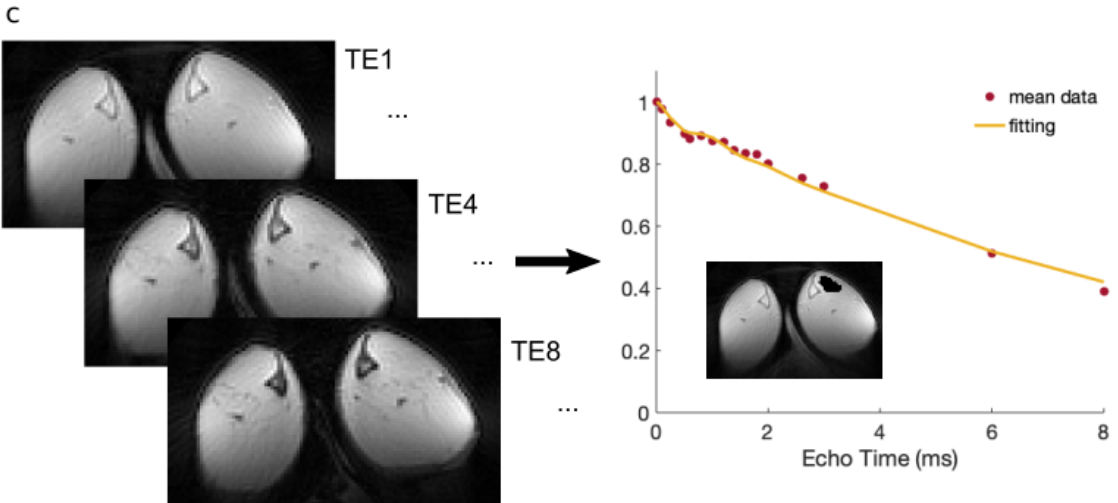 c
TE1
...
TE4
...
TE8
...
mean data
fitting
1
0.8
0.6
0.4
0.2
0
0 2 4 6 8
Echo Time (ms)